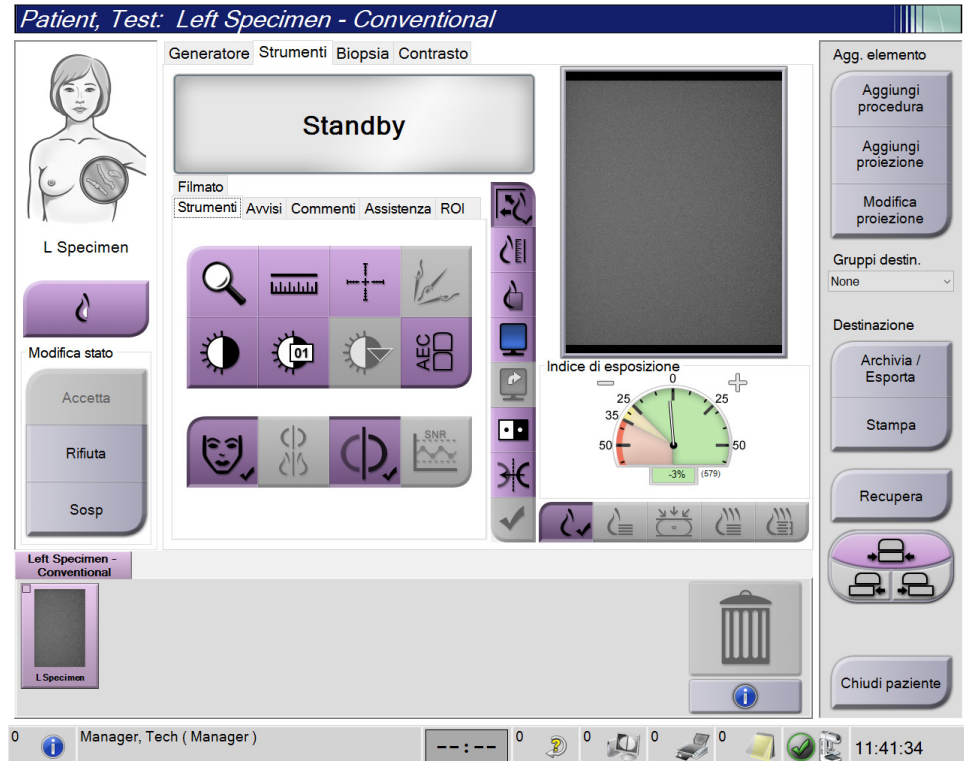 Patient, Test: Left Specimen - Conventional
Generatore Strumenti Biopsia Contrasto
Standby
Filmato
Strumenti Avvisi Commenti Assistenza ROI
01
AEC
SNR
L Specimen
Modifica stato
Accetta
Rifiuta
Sosp
Indice di esposizione
0
25 25
35
50 50
-3% (579)
Agg. elemento
Aggiungi
procedura
Aggiungi
proiezione
Modifica
proiezione
Gruppi destin.
None
Destinazione
Archivia /
Esporta
Stampa
Recupera
Chiudi paziente
Left Specimen -
Conventional
L Specimen
0 Manager, Tech ( Manager ) --:-- 0 0 0 0 11:41:34